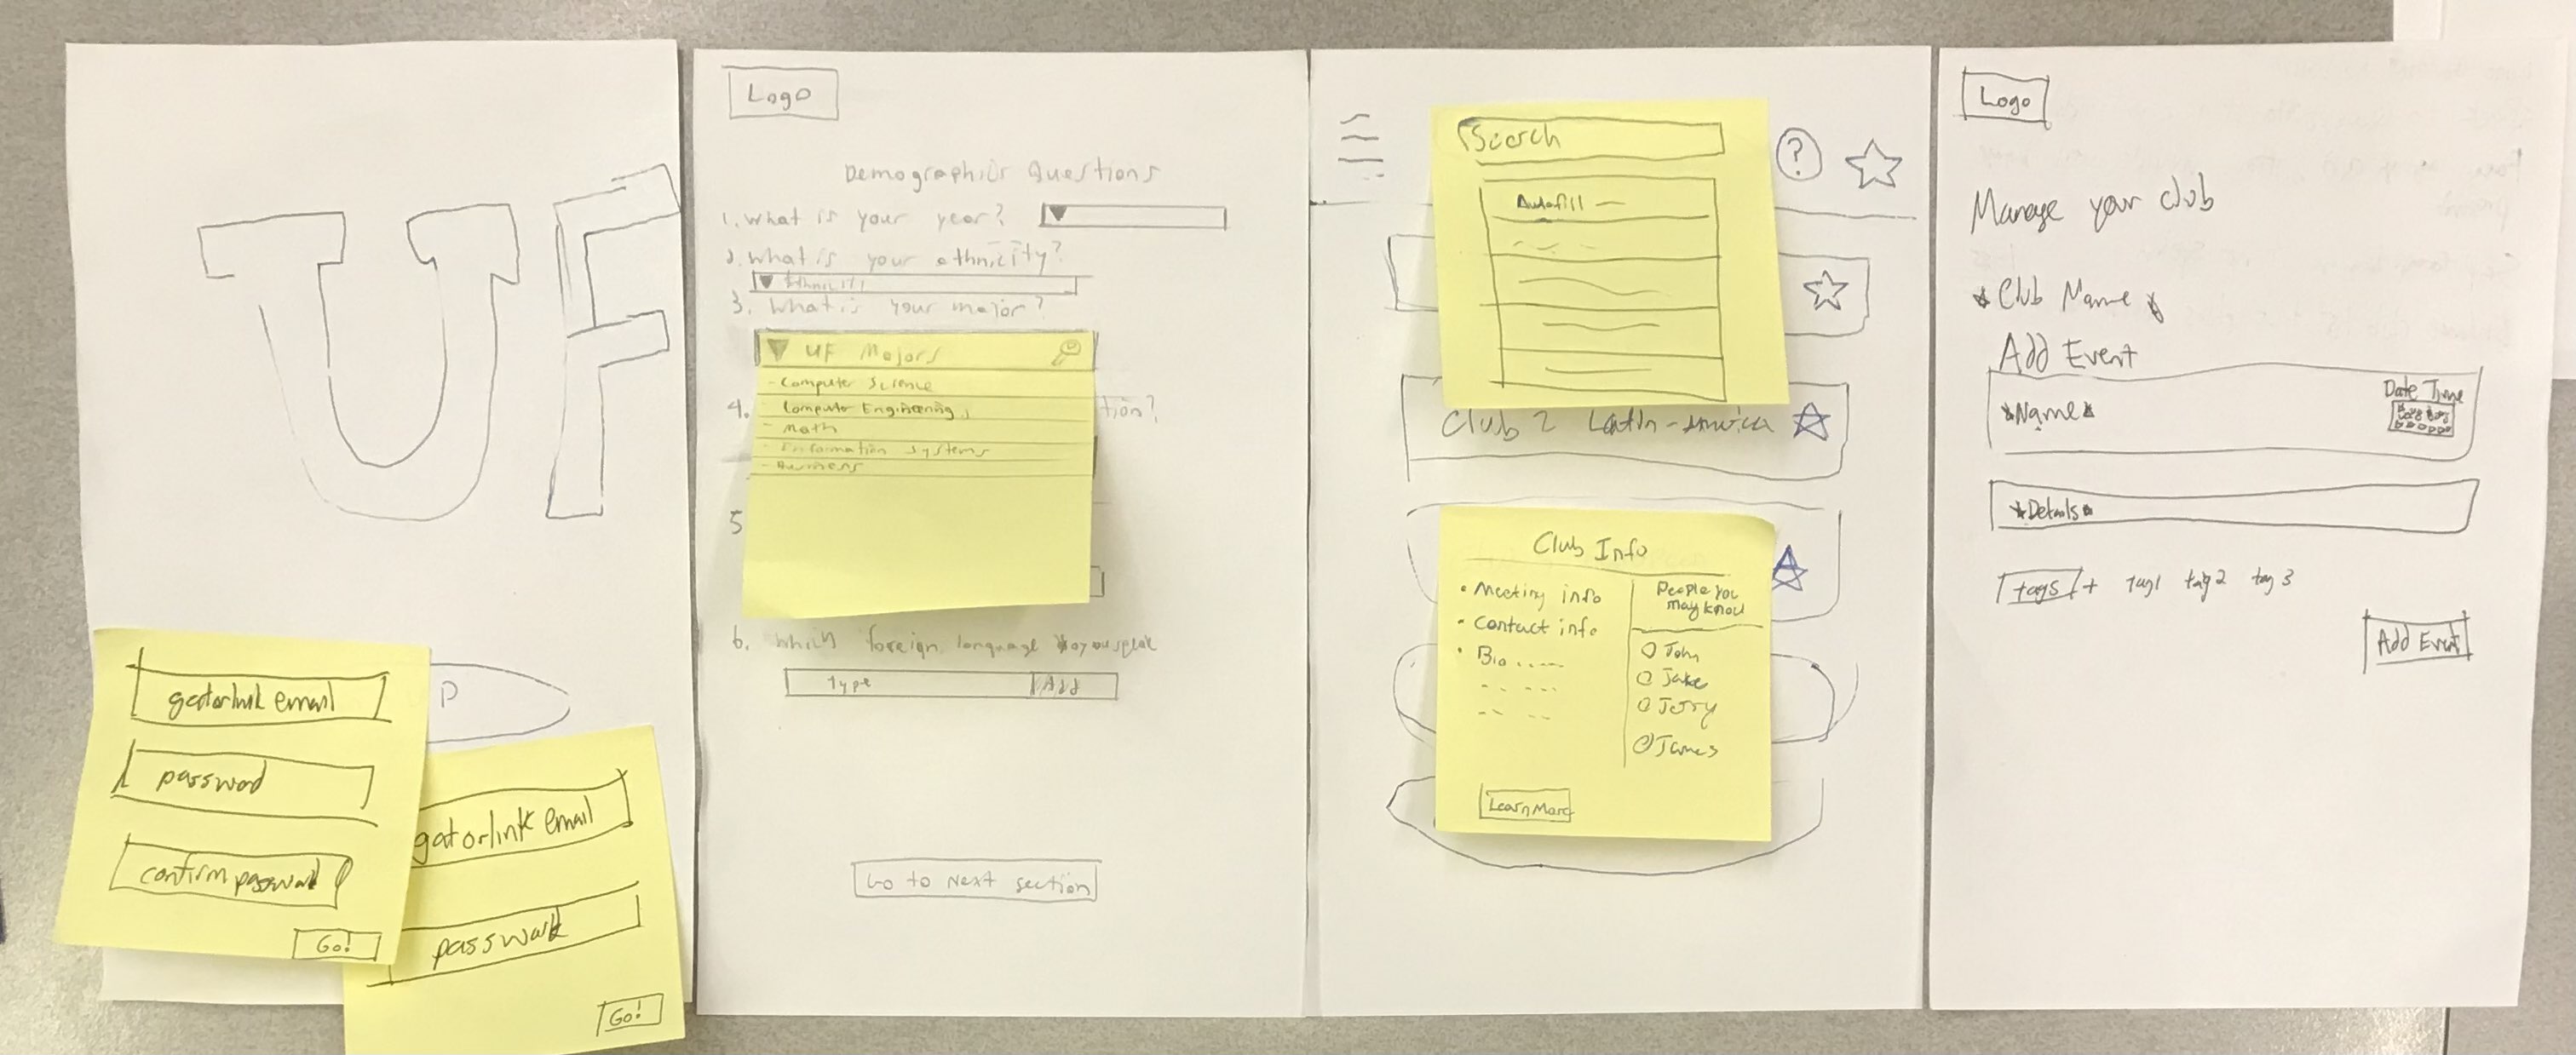 UF
P
gatorlink email
password
confirm password
Go!
gatorlink email
passwork
Go!
Logo
Demographics Questions
1. What is your year?
2. What is your ethnicity?
Ethnicity
3. What is your major?
UF Majors
- Computer Science
- Computer Engineering
- Math
- Information Systems
- Business
4.
tion?
5
6. Which foreign language do you speak
Type Add
Go to Next section
Search
Autofill
?
Club 2 Latin-America
Club Info
• Meeting info
• Contact info
• Bio
People you
may know
John
Jake
Jerry
James
Learn More
Logo
Manage your club
Club Name
Add Event
Date Time
Name
Details
tags + tag1 tag2 tag3
Add Event